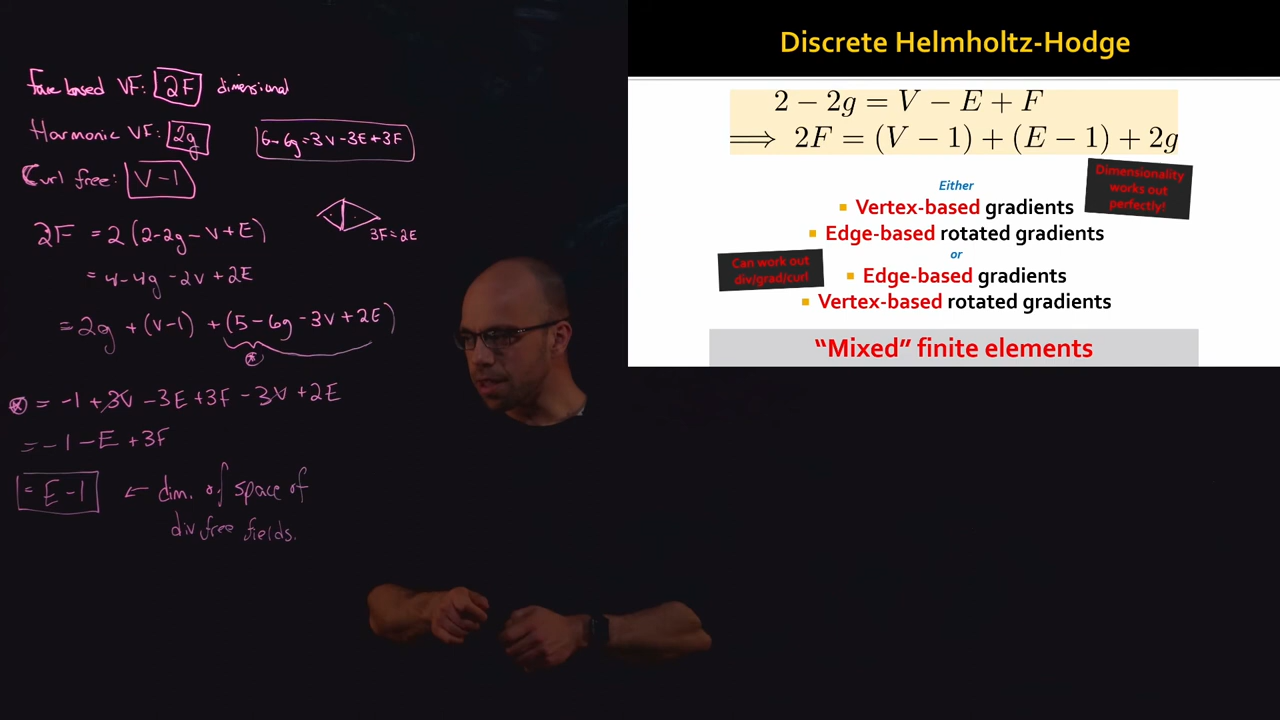 Face based VF: 2F dimensional
Harmonic VF: 2g
6-6g=3V-3E+3F
Curl free: V-1
2F = 2(2-2g-V+E)
3F=2E
= 4-4g-2V+2E
= 2g + (V-1) + (5-6g-3V+2E)
⊛
⊛ = -1+3V-3E+3F-3V+2E
= -1-E+3F
= E-1 ← dim. of space of
div free fields.
Discrete Helmholtz-Hodge
2 − 2g = V − E + F
⟹ 2F = (V − 1) + (E − 1) + 2g
Dimensionality
works out
perfectly!
Either
▪ Vertex-based gradients
▪ Edge-based rotated gradients
or
Can work out
div/grad/curl
▪ Edge-based gradients
▪ Vertex-based rotated gradients
“Mixed” finite elements